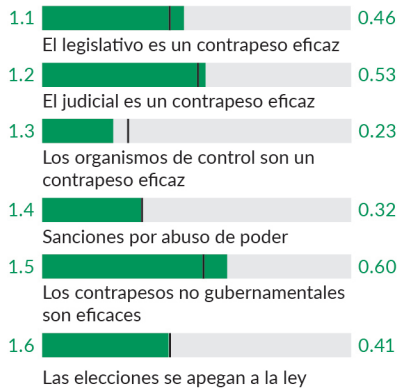 1.1 0.46
El legislativo es un contrapeso eficaz
1.2 0.53
El judicial es un contrapeso eficaz
1.3 0.23
Los organismos de control son un
contrapeso eficaz
1.4 0.32
Sanciones por abuso de poder
1.5 0.60
Los contrapesos no gubernamentales
son eficaces
1.6 0.41
Las elecciones se apegan a la ley